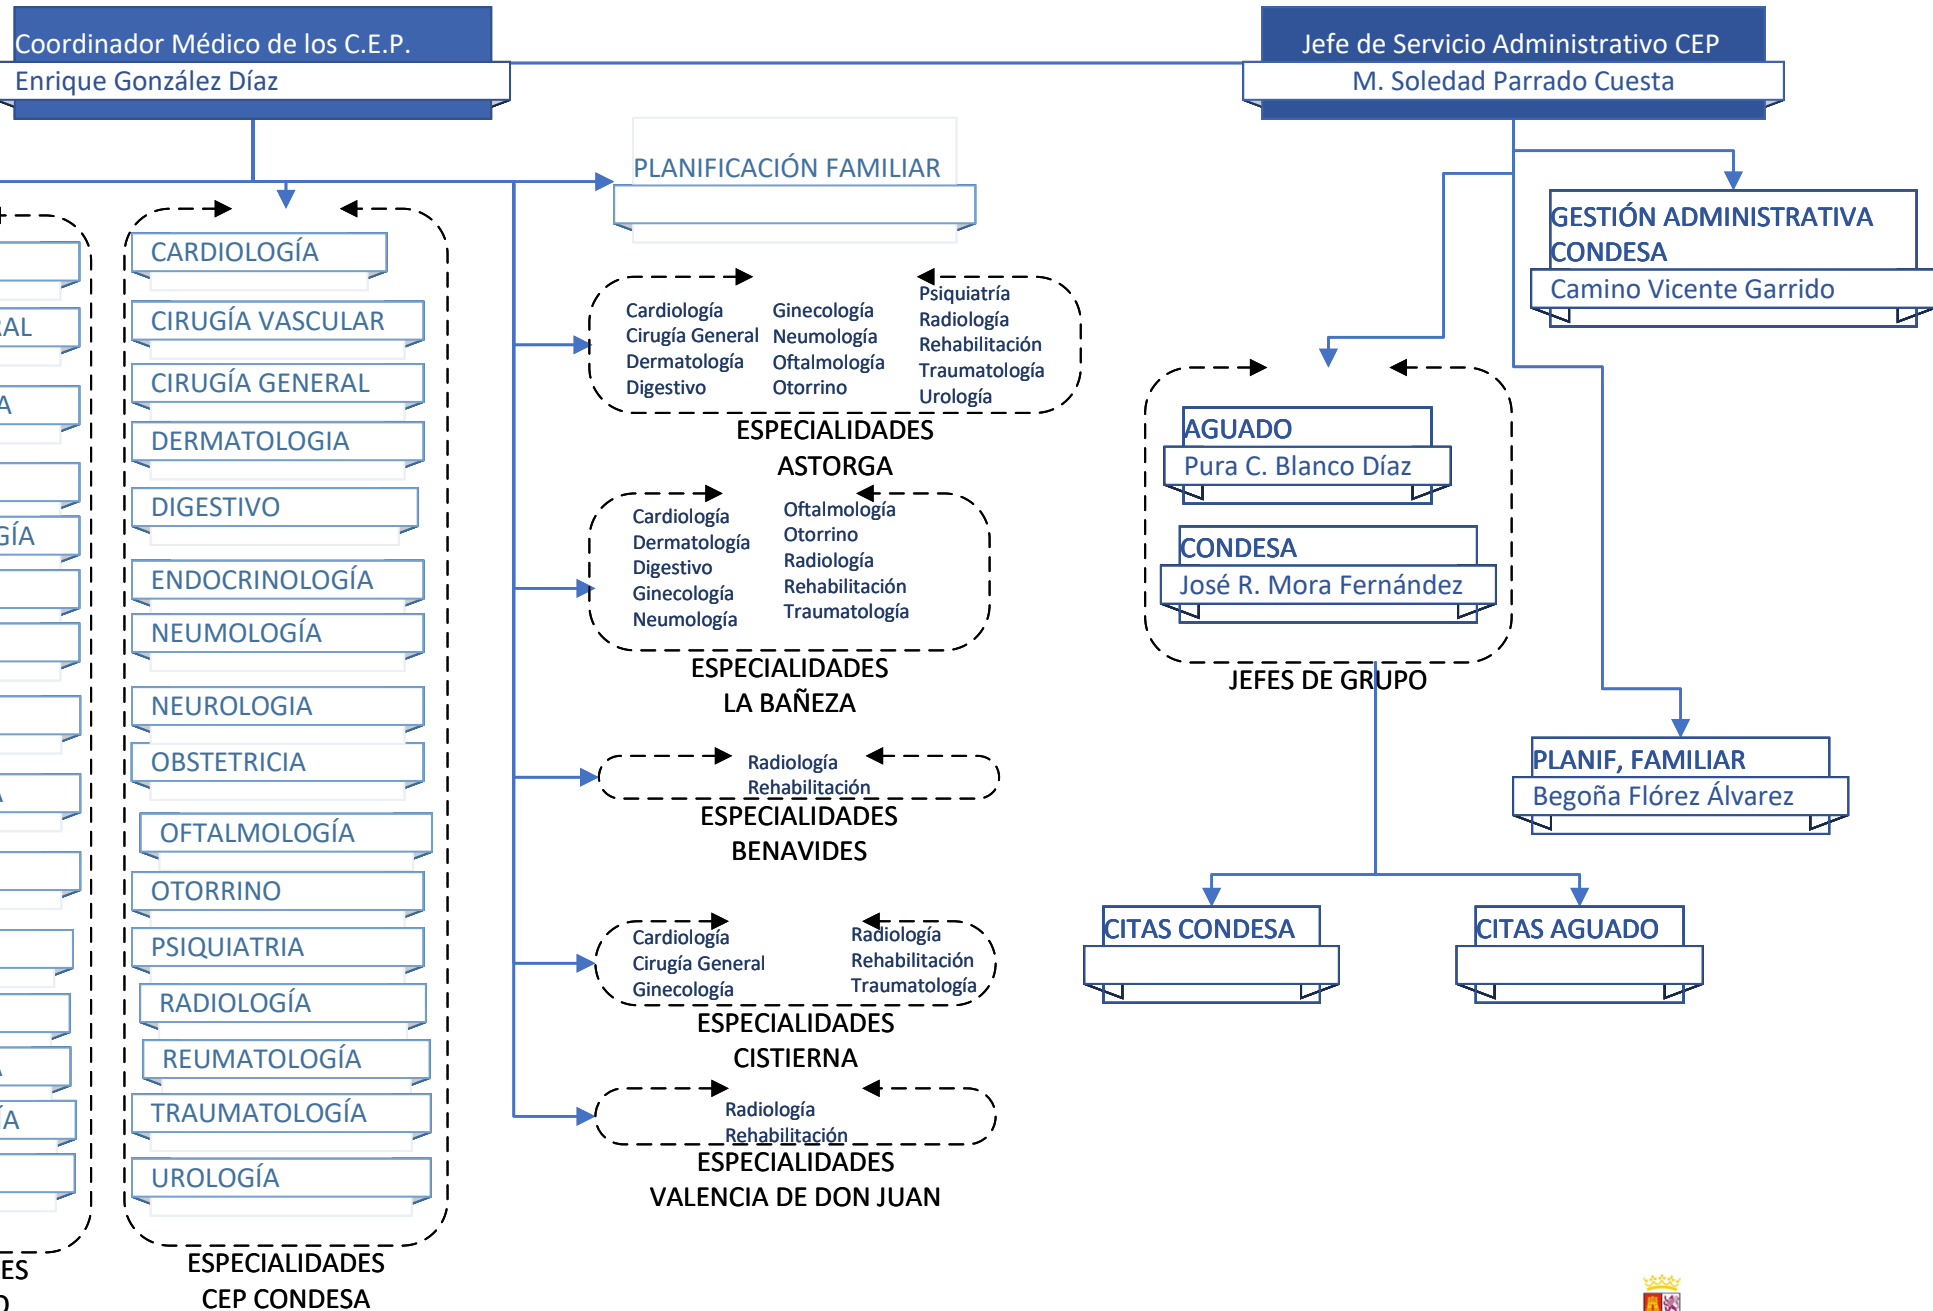 Coordinador Médico de los C.E.P.
Enrique González Díaz
Jefe de Servicio Administrativo CEP
M. Soledad Parrado Cuesta
PLANIFICACIÓN FAMILIAR
GESTIÓN ADMINISTRATIVA
CONDESA
Camino Vicente Garrido
CARDIOLOGÍA
CIRUGÍA VASCULAR
CIRUGÍA GENERAL
DERMATOLOGIA
DIGESTIVO
ENDOCRINOLOGÍA
NEUMOLOGÍA
NEUROLOGIA
OBSTETRICIA
OFTALMOLOGÍA
OTORRINO
PSIQUIATRIA
RADIOLOGÍA
REUMATOLOGÍA
TRAUMATOLOGÍA
UROLOGÍA
ESPECIALIDADES
CEP CONDESA
Cardiología
Cirugía General
Dermatología
Digestivo
Ginecología
Neumología
Oftalmología
Otorrino
Psiquiatría
Radiología
Rehabilitación
Traumatología
Urología
ESPECIALIDADES
ASTORGA
Cardiología
Dermatología
Digestivo
Ginecología
Neumología
Oftalmología
Otorrino
Radiología
Rehabilitación
Traumatología
ESPECIALIDADES
LA BAÑEZA
Radiología
Rehabilitación
ESPECIALIDADES
BENAVIDES
Cardiología
Cirugía General
Ginecología
Radiología
Rehabilitación
Traumatología
ESPECIALIDADES
CISTIERNA
Radiología
Rehabilitación
ESPECIALIDADES
VALENCIA DE DON JUAN
AGUADO
Pura C. Blanco Díaz
CONDESA
José R. Mora Fernández
JEFES DE GRUPO
PLANIF, FAMILIAR
Begoña Flórez Álvarez
CITAS CONDESA
CITAS AGUADO